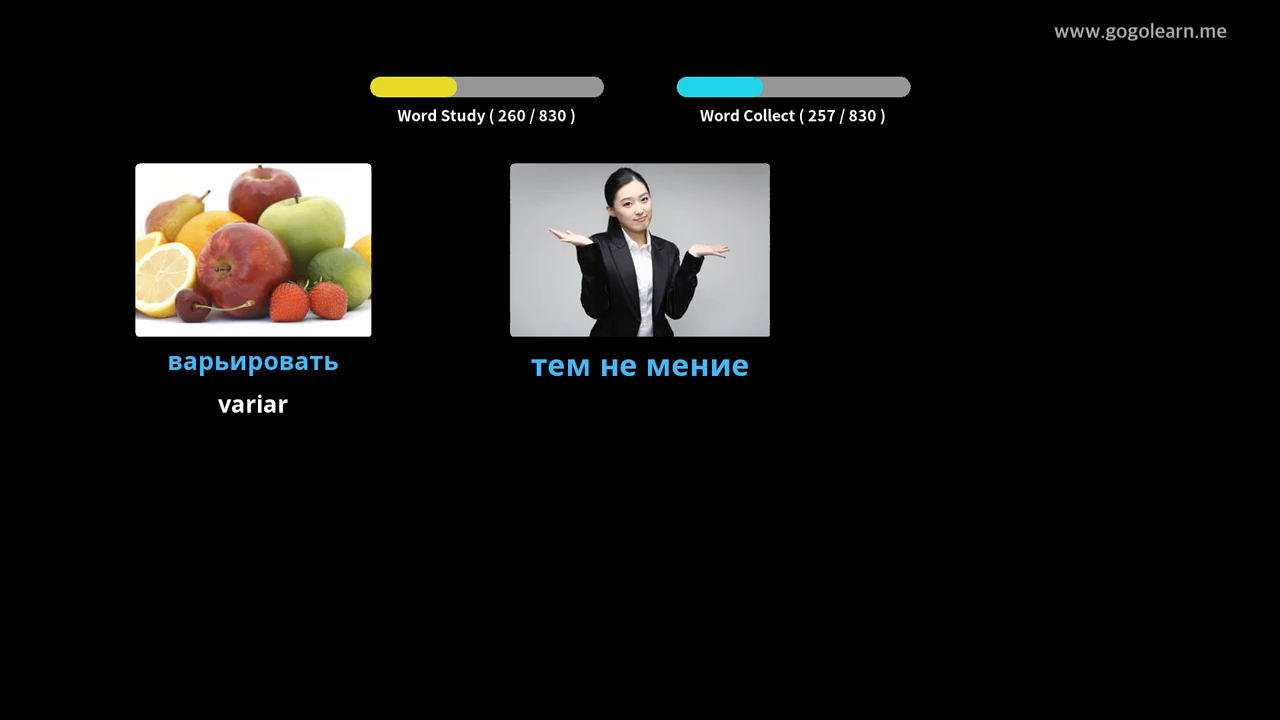 www.gogolearn.me
Word Study ( 260 / 830 )
Word Collect ( 257 / 830 )
варьировать
variar
тем не мение